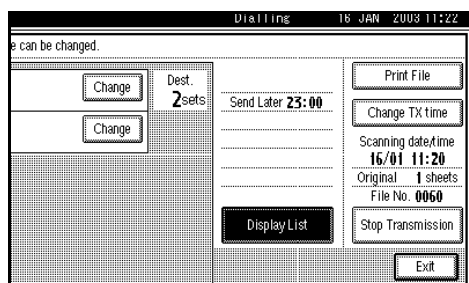 Dialling 16 JAN 2003 11:22
e can be changed.
Change
Change
Dest.
2sets
Send Later 23:00
Display List
Print File
Change TX time
Scanning date/time
16/01 11:20
Original 1 sheets
File No. 0060
Stop Transmission
Exit